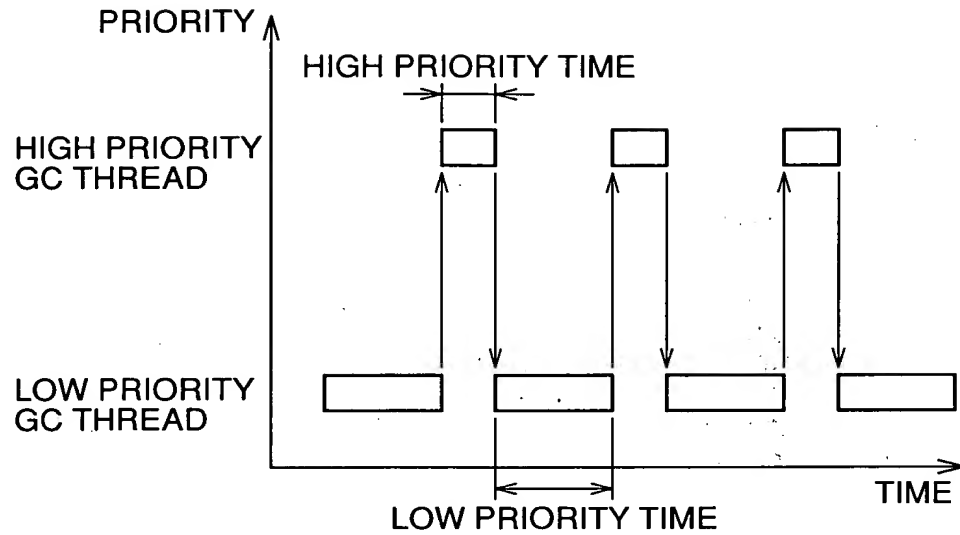 PRIORITY
HIGH PRIORITY TIME
HIGH PRIORITY
GC THREAD
LOW PRIORITY
GC THREAD
TIME
LOW PRIORITY TIME